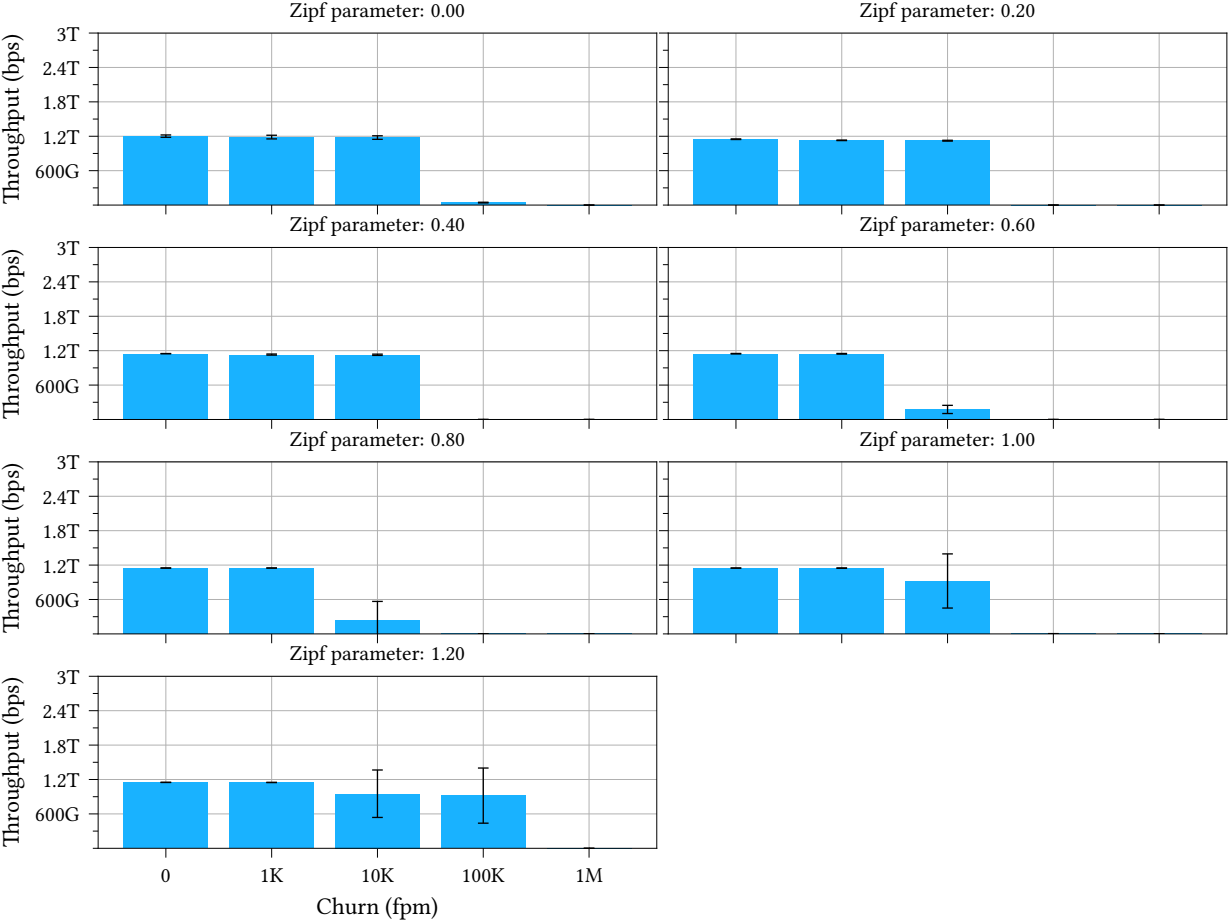 Zipf parameter: 0.00
Zipf parameter: 0.20
Throughput (bps)
3T
2.4T
1.8T
1.2T
600G
Zipf parameter: 0.40
Zipf parameter: 0.60
Throughput (bps)
3T
2.4T
1.8T
1.2T
600G
Zipf parameter: 0.80
Zipf parameter: 1.00
Throughput (bps)
3T
2.4T
1.8T
1.2T
600G
Zipf parameter: 1.20
Throughput (bps)
3T
2.4T
1.8T
1.2T
600G
0 1K 10K 100K 1M
Churn (fpm)